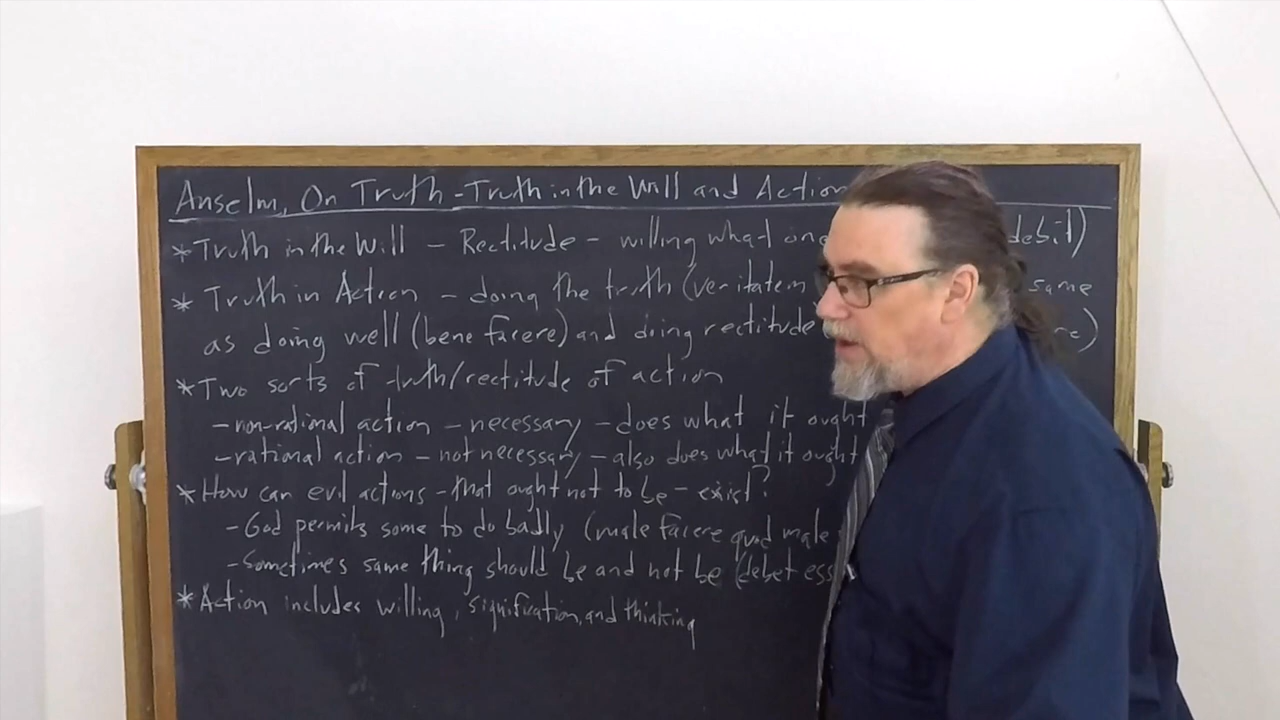 Anselm, On Truth - Truth in the Will and Action
* Truth in the Will - Rectitude - willing what one debit)
* Truth in Action - doing the truth (veritatem same
as doing well (bene facere) and doing rectitude
* Two sorts of truth/rectitude of action
- non-rational action - necessary - does what it ought
- rational action - not necessary - also does what it ought
* How can evil actions - that ought not to be - exist?
- God permits some to do badly (male facere quod male
- Sometimes same thing should be and not be (debet ess
* Action includes willing, signification, and thinking